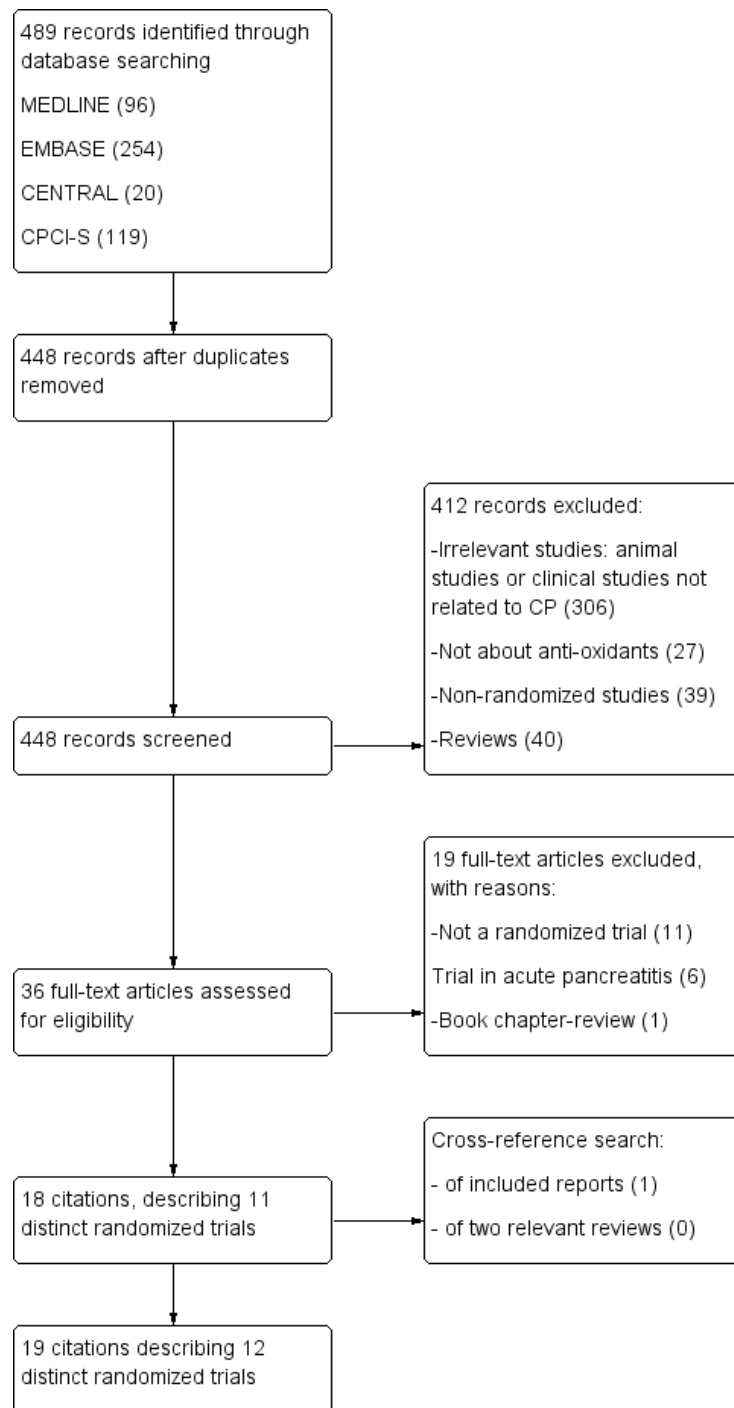 489 records identified through
database searching
MEDLINE (96)
EMBASE (254)
CENTRAL (20)
CPCI-S (119)
448 records after duplicates
removed
412 records excluded:
-Irrelevant studies: animal
studies or clinical studies not
related to CP (306)
-Not about anti-oxidants (27)
-Non-randomized studies (39)
-Reviews (40)
448 records screened
19 full-text articles excluded,
with reasons:
-Not a randomized trial (11)
Trial in acute pancreatitis (6)
-Book chapter-review (1)
36 full-text articles assessed
for eligibility
Cross-reference search:
- of included reports (1)
- of two relevant reviews (0)
18 citations, describing 11
distinct randomized trials
19 citations describing 12
distinct randomized trials